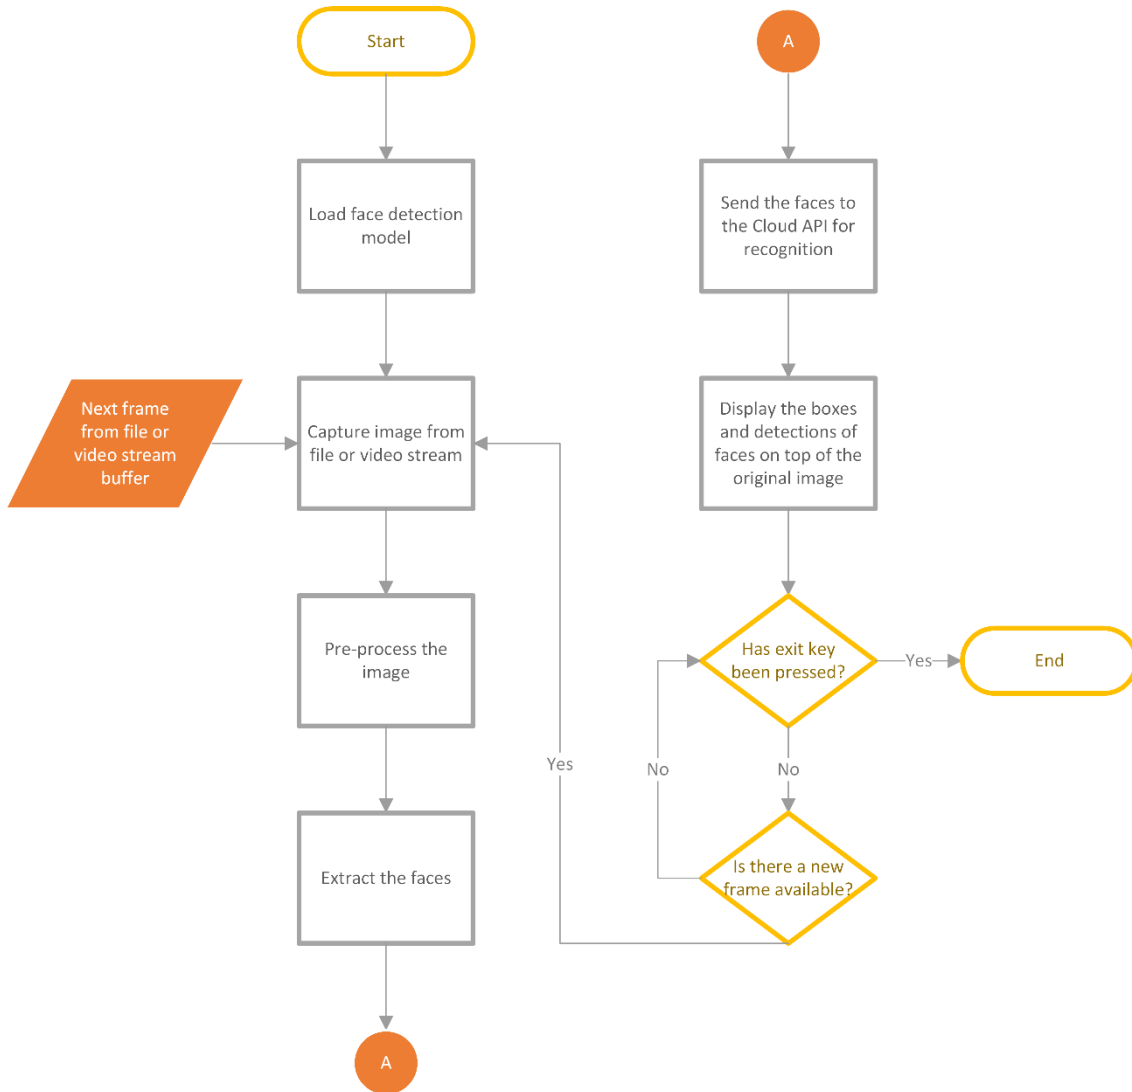 Start
Load face detection
model
Next frame
from file or
video stream
buffer
Capture image from
file or video stream
Pre-process the
image
Extract the faces
A
A
Send the faces to
the Cloud API for
recognition
Display the boxes
and detections of
faces on top of the
original image
Has exit key
been pressed?
Yes
End
No
No
Yes
Is there a new
frame available?